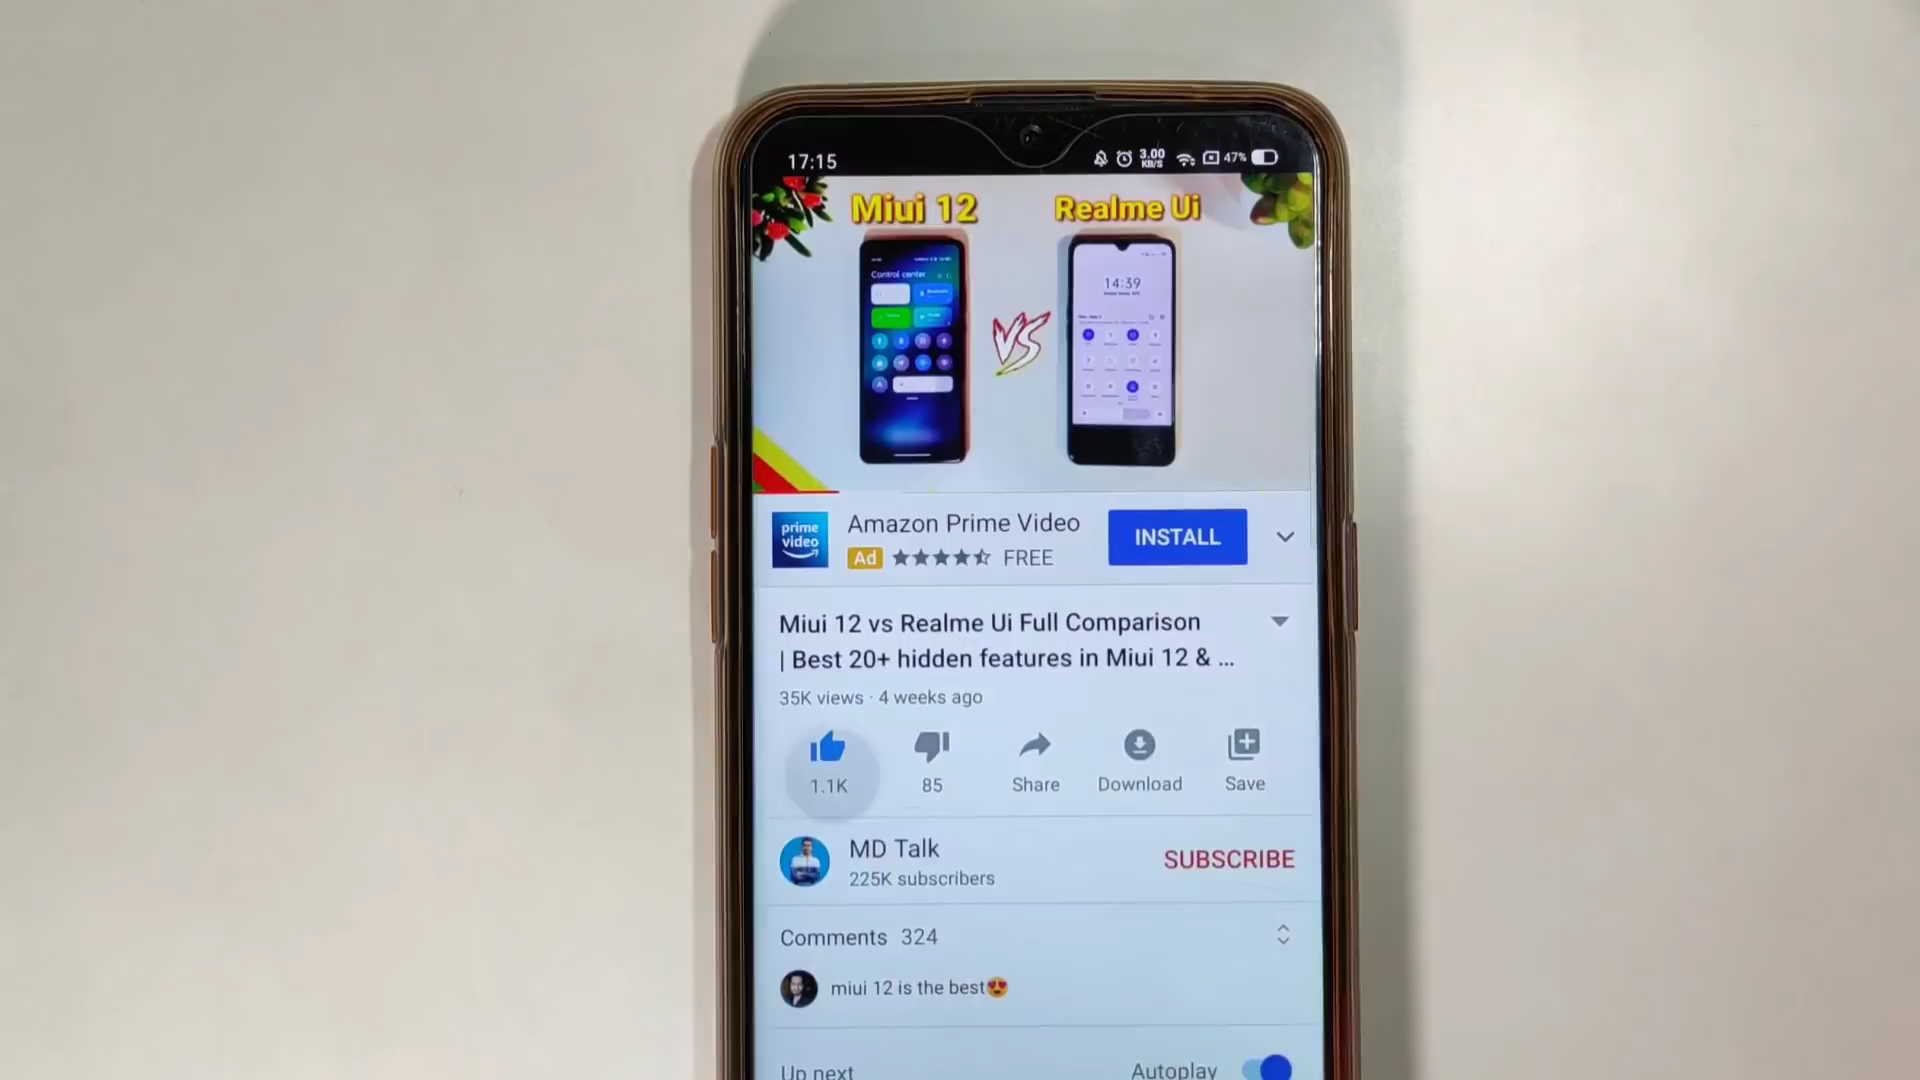 17:15
3.00
KB/S
47%
Miui 12
Realme Ui
Control center
14:39
VS
prime
video
Amazon Prime Video
Ad
FREE
INSTALL
Miui 12 vs Realme Ui Full Comparison
| Best 20+ hidden features in Miui 12 & ...
35K views · 4 weeks ago
1.1K
85
Share
Download
Save
MD Talk
225K subscribers
SUBSCRIBE
Comments 324
miui 12 is the best😍
Up next
Autoplay